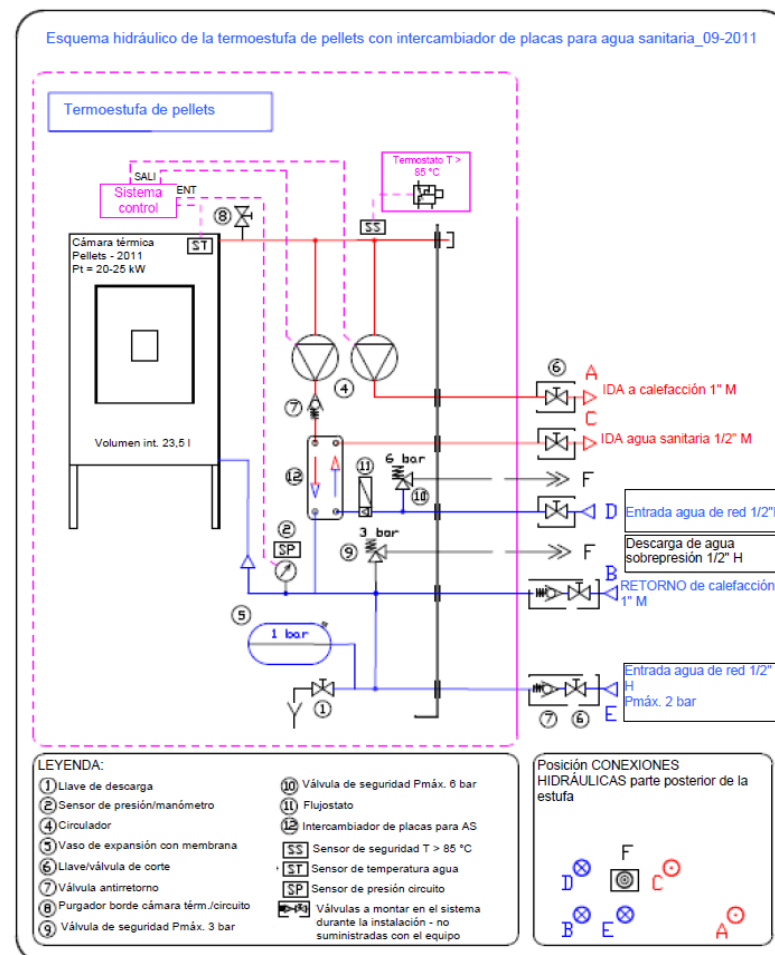 Esquema hidráulico de la termoestufa de pellets con intercambiador de placas para agua sanitaria_09-2011
Termoestufa de pellets
Termostato T >
85 °C
SALI
Sistema
control
ENT
8
SS
ST
Cámara térmica
Pellets - 2011
Pt = 20-25 kW
Volumen int. 23,5 l
4
7
12
11
6 bar
10
2
SP
3 bar
9
5
1 bar
1
6
A
IDA a calefacción 1" M
C
IDA agua sanitaria 1/2" M
F
D
Entrada agua de red 1/2"
Descarga de agua
sobrepresión 1/2" H
F
B
RETORNO de calefacción
1" M
Entrada agua de red 1/2"
H
Pmáx. 2 bar
E
7
6
LEYENDA:
1 Llave de descarga
2 Sensor de presión/manómetro
4 Circulador
5 Vaso de expansión con membrana
6 Llave/válvula de corte
7 Válvula antirretorno
8 Purgador borde cámara térm./circuito
9 Válvula de seguridad Pmáx. 3 bar
10 Válvula de seguridad Pmáx. 6 bar
11 Flujostato
12 Intercambiador de placas para AS
SS Sensor de seguridad T > 85 °C
ST Sensor de temperatura agua
SP Sensor de presión circuito
Válvulas a montar en el sistema
durante la instalación - no
suministradas con el equipo
Posición CONEXIONES
HIDRÁULICAS parte posterior de la
estufa
F
D
C
B
E
A